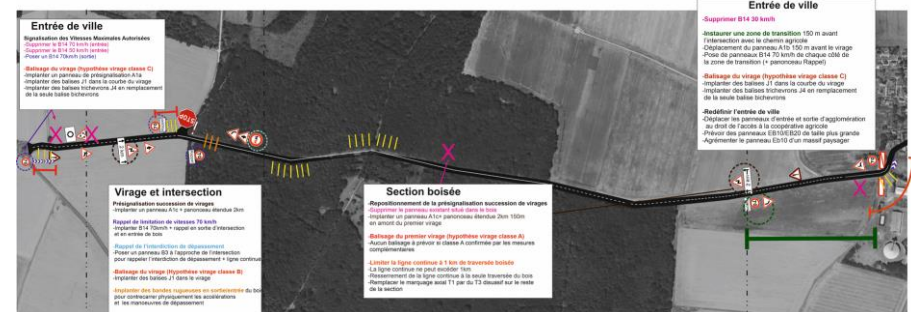 Entrée de ville
Signalisation des Vitesses Maximales Autorisées
-Supprimer le B14 70 km/h (entrée)
-Supprimer le B14 50 km/h (entrée)
-Poser un B14 70km/h (sortie)
-Balisage du virage (hypothèse virage classe C)
-Implanter un panneau de présignalisation A1a
-Implanter des balises J1 dans la courbe du virage
-Implanter des balises trichevrons J4 en remplacement
de la seule balise bichevrons
STOP
Virage et intersection
Présignalisation succession de virages
-Implanter un panneau A1c + panonceau étendue 2km
Rappel de limitation de vitesses 70 km/h
-Implanter B14 70km/h + rappel en sortie d'intersection
et en entrée de bois
-Rappel de l'interdiction de dépassement
-Poser un panneau B3 à l'approche de l'intersection
pour rappeler l'interdiction de dépassement + ligne continue
-Balisage du virage (Hypothèse virage classe B)
-Implanter des balises J1 dans le virage
-Implanter des bandes rugueuses en sortie/entrée du bois
pour contrecarrer physiquement les accélérations
et les manoeuvres de dépassement
Section boisée
-Repositionnement de la présignalisation succession de virages
-Supprimer le panneau existant situé dans le bois
-Implanter un panneau A1c+ panonceau étendue 2km 150m
en amont du premier virage
-Balisage du premier virage (hypothèse classe A)
-Aucun balisage à prévoir si classe A confirmée par les mesures
complémentaires
-Limiter la ligne continue à 1 km de traversée boisée
-La ligne continue ne peut excéder 1km
-Resserrement de la ligne continue à la seule traversée du bois
-Remplacer le marquage axial T1 par du T3 disuasif sur le reste
de la section
Entrée de ville
-Supprimer B14 30 km/h
-Instaurer une zone de transition 150 m avant
l'intersection avec le chemin agricole
-Déplacement du panneau A1b 150 m avant le virage
-Pose de panneaux B14 70 km/h de chaque côté de
la zone de transition (+ panonceau Rappel)
-Balisage du virage (hypothèse virage classe C)
-Implanter des balises J1 dans la courbe du virage
-Implanter des balises trichevrons J4 en remplacement
de la seule balise bichevrons
-Redéfinir l'entrée de ville
-Déplacer les panneaux d'entrée et sortie d'agglomération
au droit de l'accès à la coopérative agricole
-Prévoir des panneaux EB10/EB20 de taille plus grande
-Agrémenter le panneau Eb10 d'un massif paysager